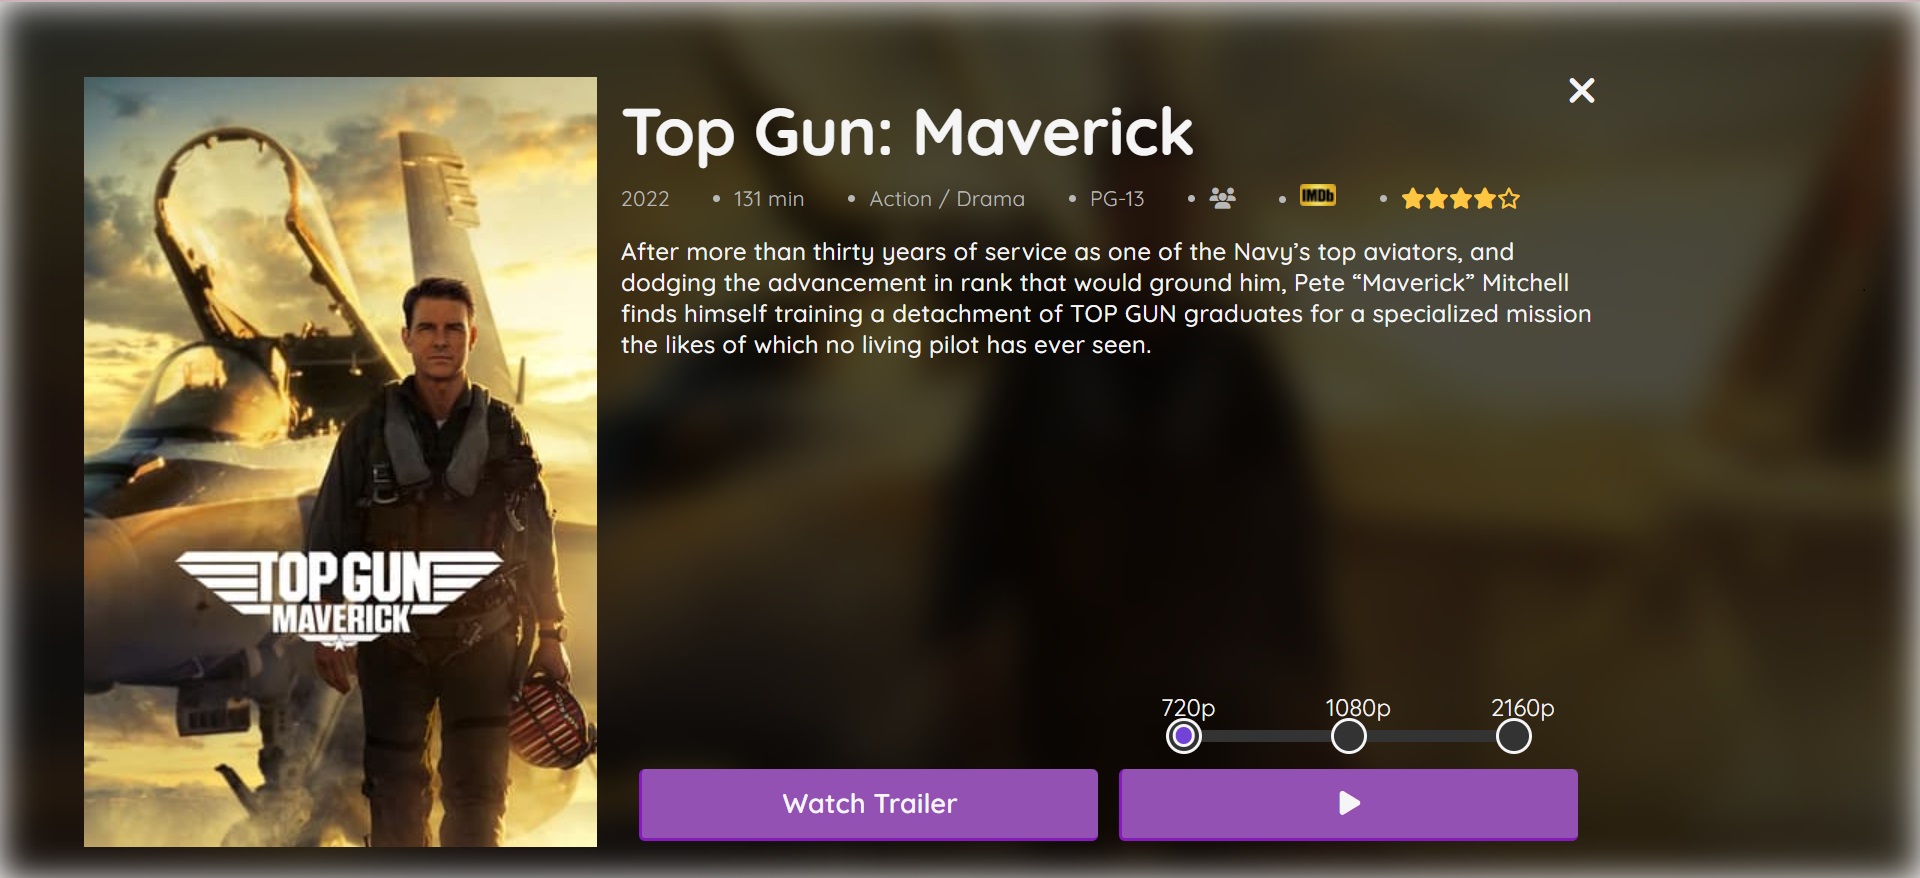 Top Gun: Maverick
2022 • 131 min • Action / Drama • PG-13 • • IMDb •
After more than thirty years of service as one of the Navy’s top aviators, and
dodging the advancement in rank that would ground him, Pete “Maverick” Mitchell
finds himself training a detachment of TOP GUN graduates for a specialized mission
the likes of which no living pilot has ever seen.
TOP GUN
MAVERICK
720p 1080p 2160p
Watch Trailer